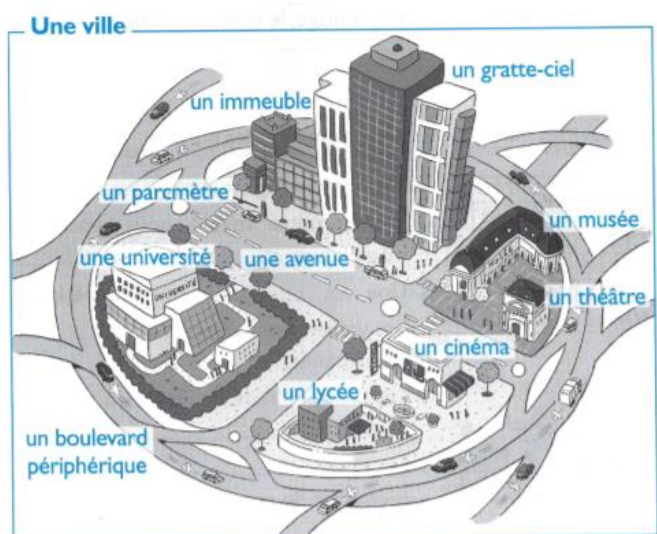 Une ville
un gratte-ciel
un immeuble
un parcmètre
un musée
une université
une avenue
UNIVERSITÉ
un théâtre
un cinéma
un lycée
un boulevard
périphérique